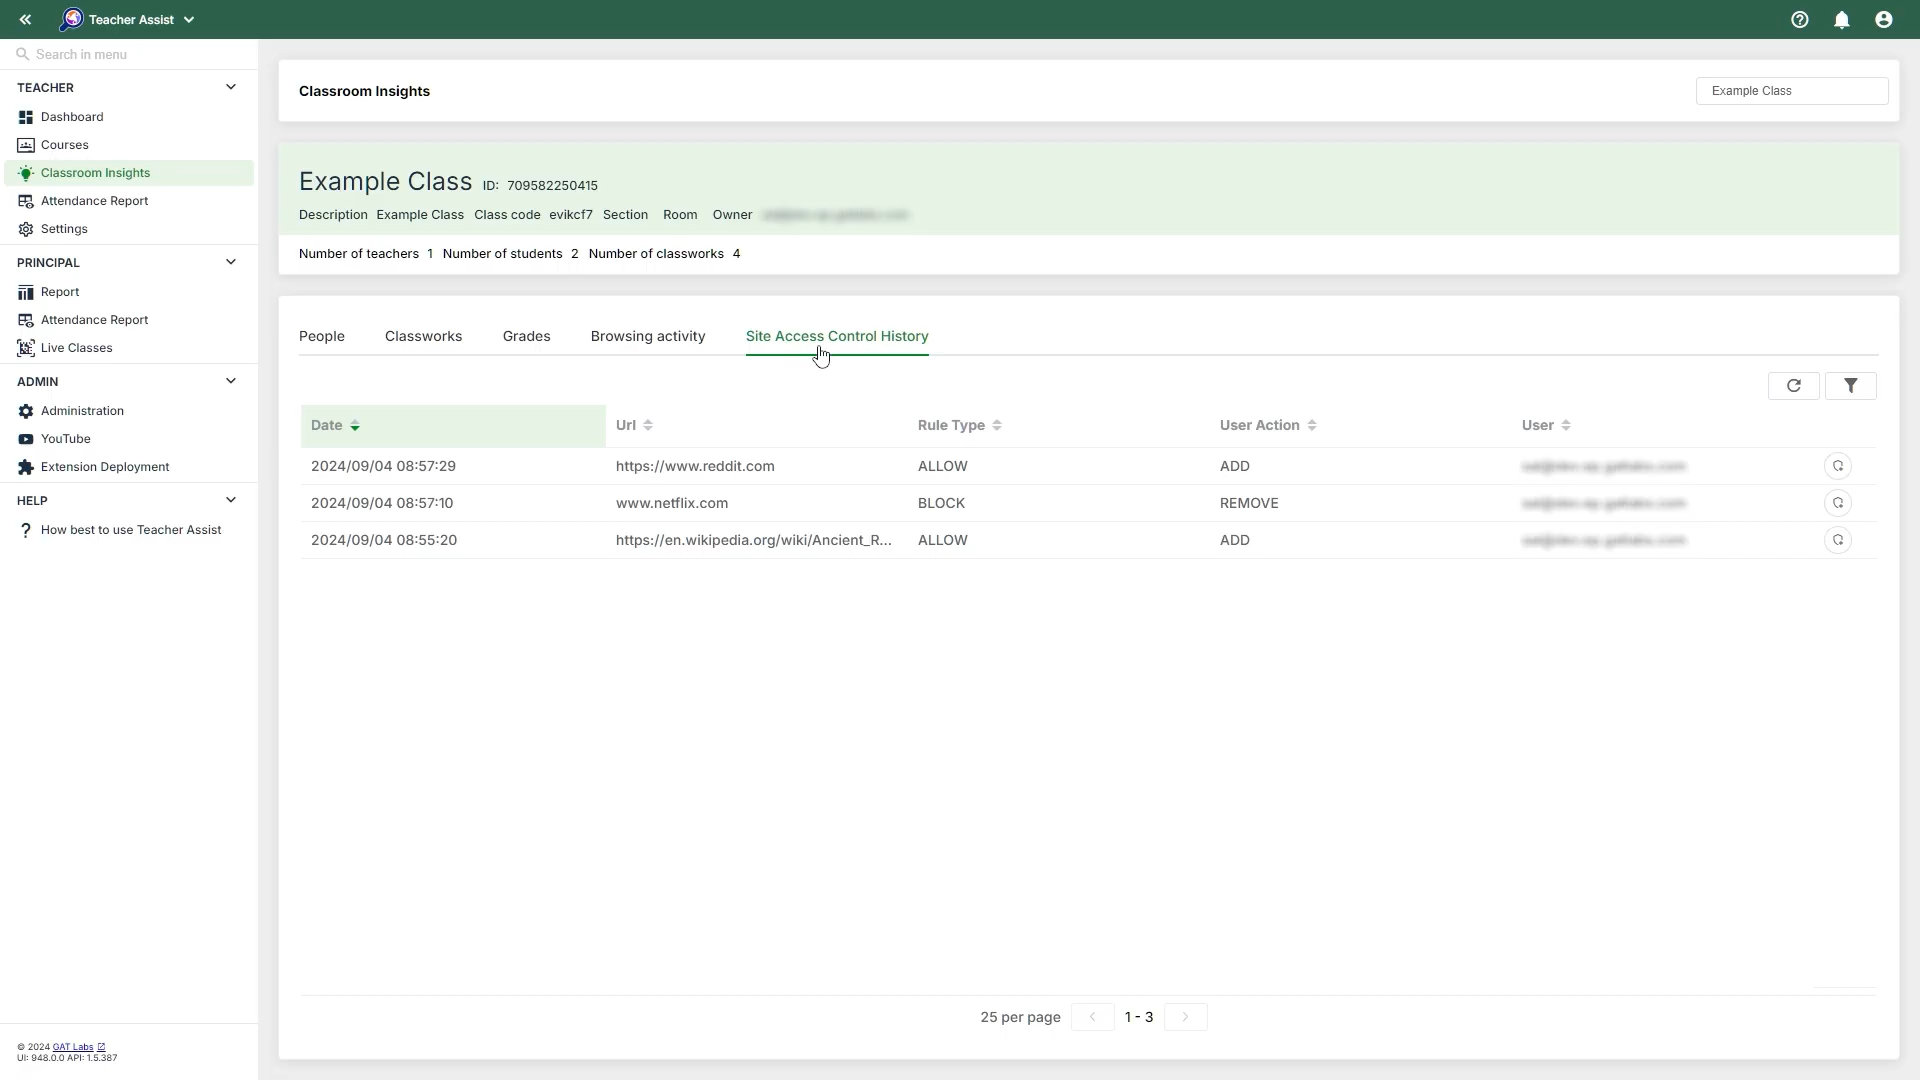 Teacher Assist
Search in menu
TEACHER
Dashboard
Courses
Classroom Insights
Attendance Report
Settings
PRINCIPAL
Report
Attendance Report
Live Classes
ADMIN
Administration
YouTube
Extension Deployment
HELP
? How best to use Teacher Assist
© 2024 GAT Labs
UI: 948.0.0 API: 1.5.387
Classroom Insights
Example Class
Example Class ID: 709582250415
Description Example Class Class code evikcf7 Section Room Owner
Number of teachers 1 Number of students 2 Number of classworks 4
People Classworks Grades Browsing activity Site Access Control History
Date Url Rule Type User Action User
2024/09/04 08:57:29 https://www.reddit.com ALLOW ADD
2024/09/04 08:57:10 www.netflix.com BLOCK REMOVE
2024/09/04 08:55:20 https://en.wikipedia.org/wiki/Ancient_R... ALLOW ADD
25 per page 1 - 3